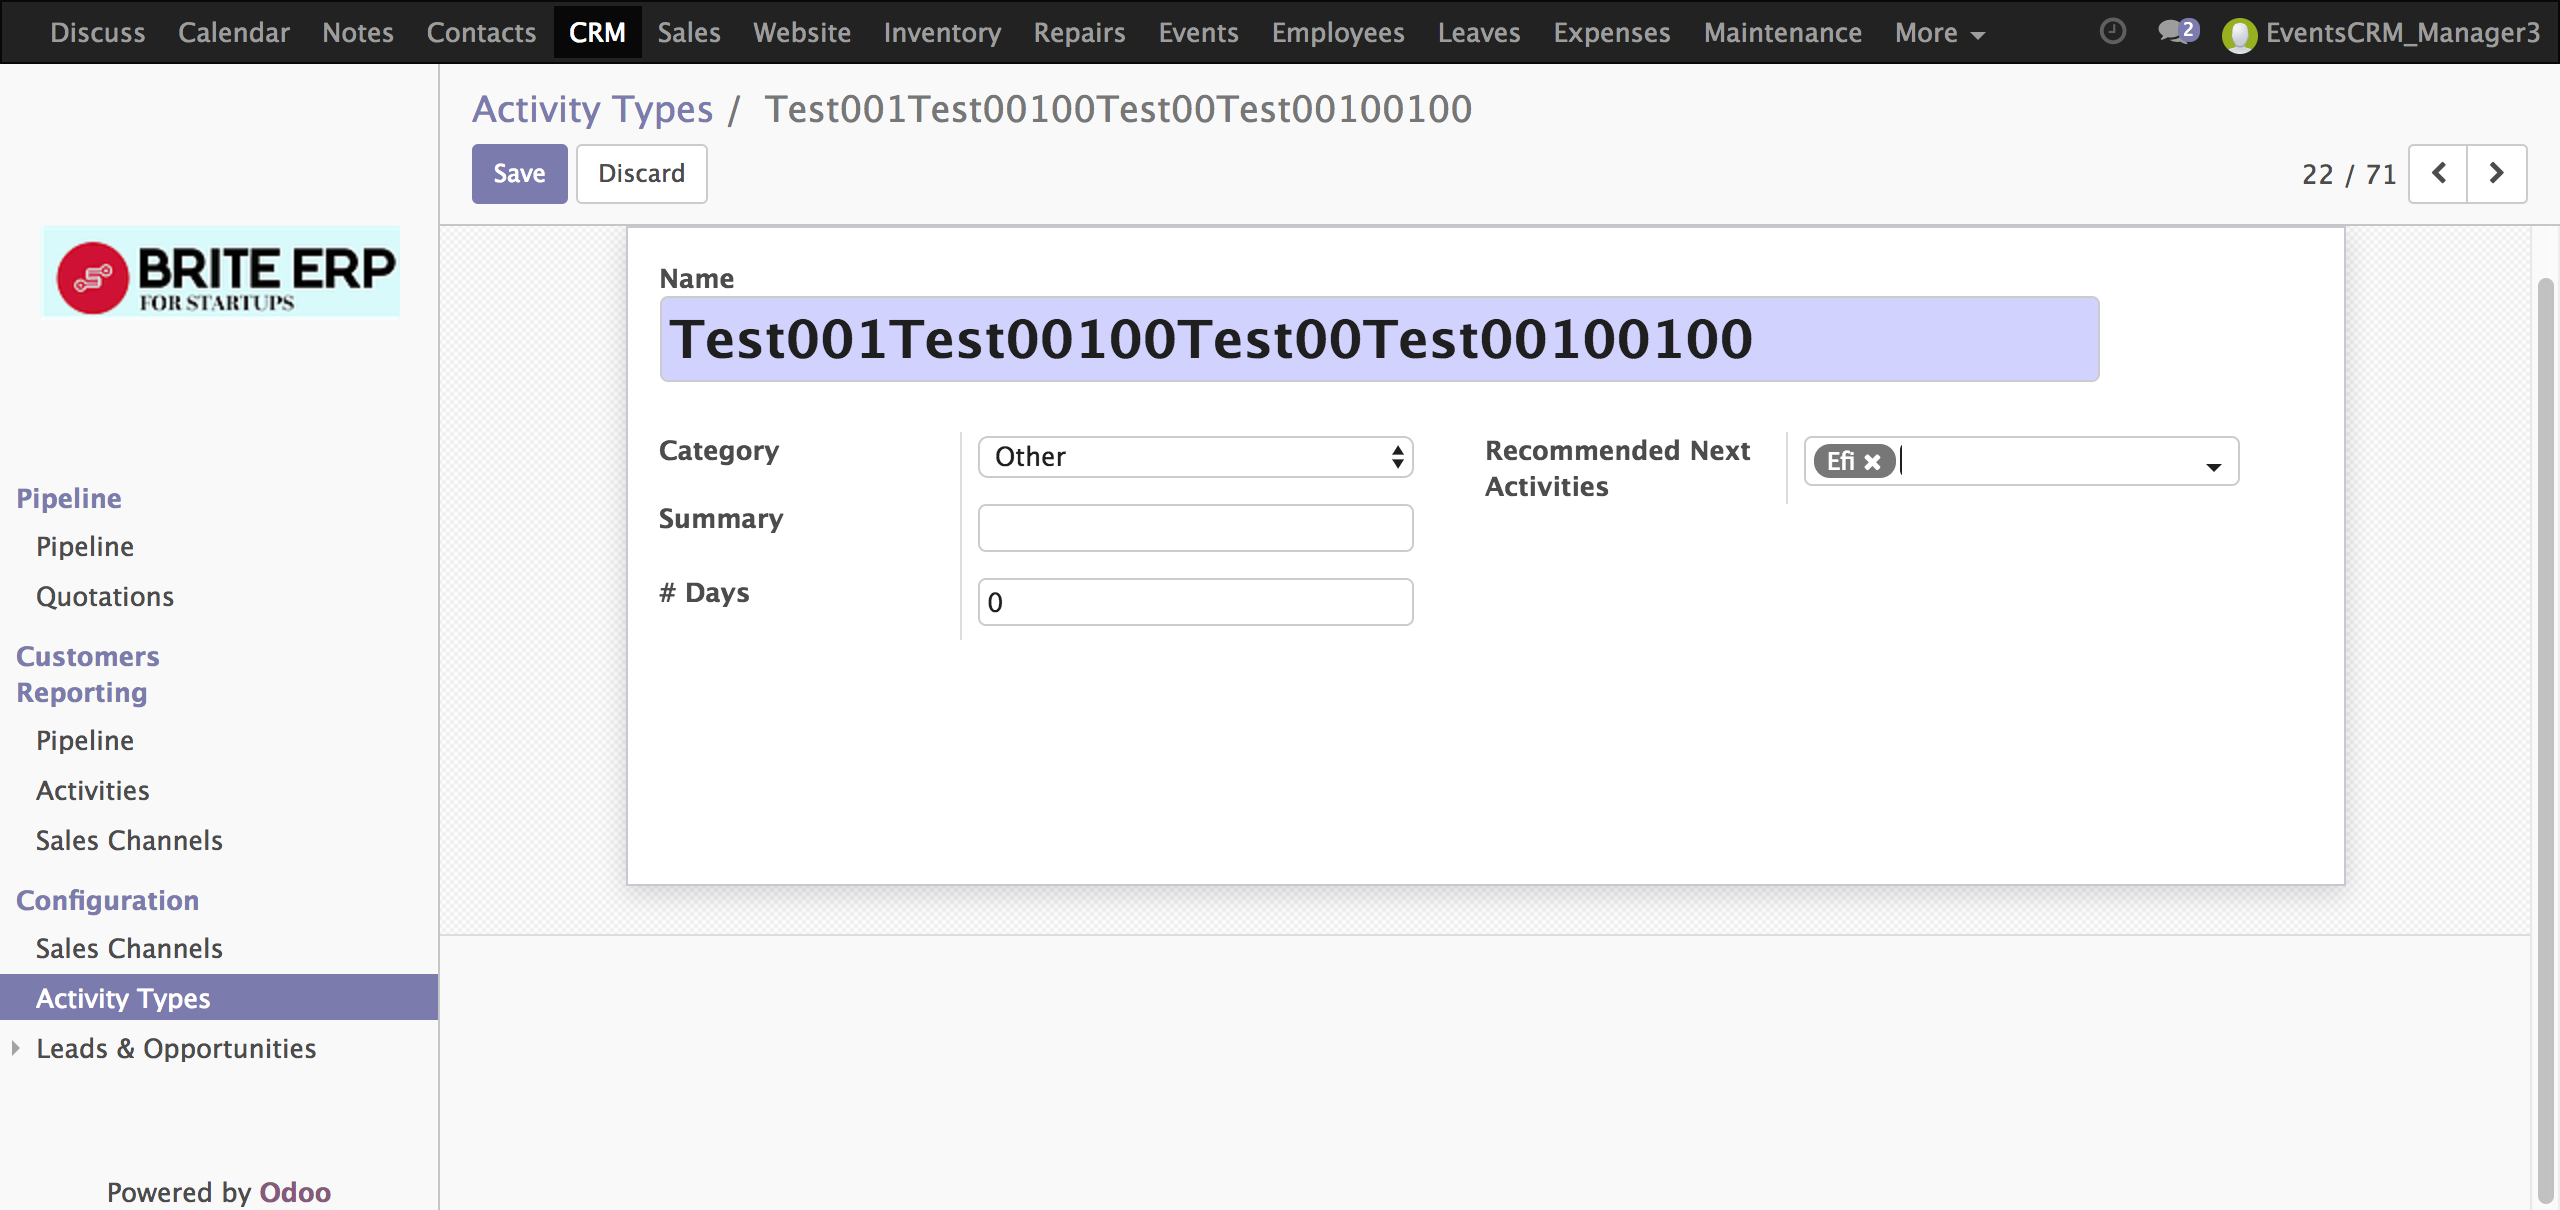 Discuss Calendar Notes Contacts CRM Sales Website Inventory Repairs Events Employees Leaves Expenses Maintenance More 2 EventsCRM_Manager3
Activity Types / Test001Test00100Test00Test00100100
Save Discard 22 / 71
BRITE ERP
FOR STARTUPS
Pipeline
Pipeline
Quotations
Customers
Reporting
Pipeline
Activities
Sales Channels
Configuration
Sales Channels
Activity Types
Leads & Opportunities
Powered by Odoo
Name
Test001Test00100Test00Test00100100
Category Other
Summary
# Days 0
Recommended Next
Activities
Efi